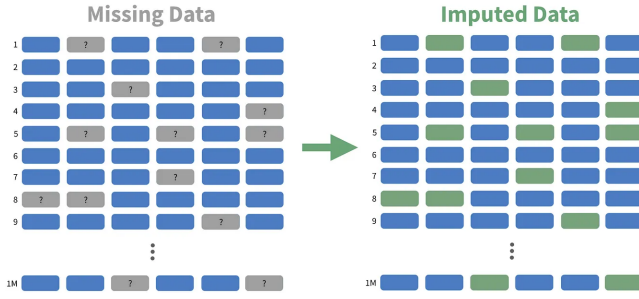 Missing Data
Imputed Data
1 ? ?
2
3 ?
4 ?
5 ? ? ?
6
7 ?
8 ? ?
9 ?
1M ? ?
1
2
3
4
5
6
7
8
9
1M